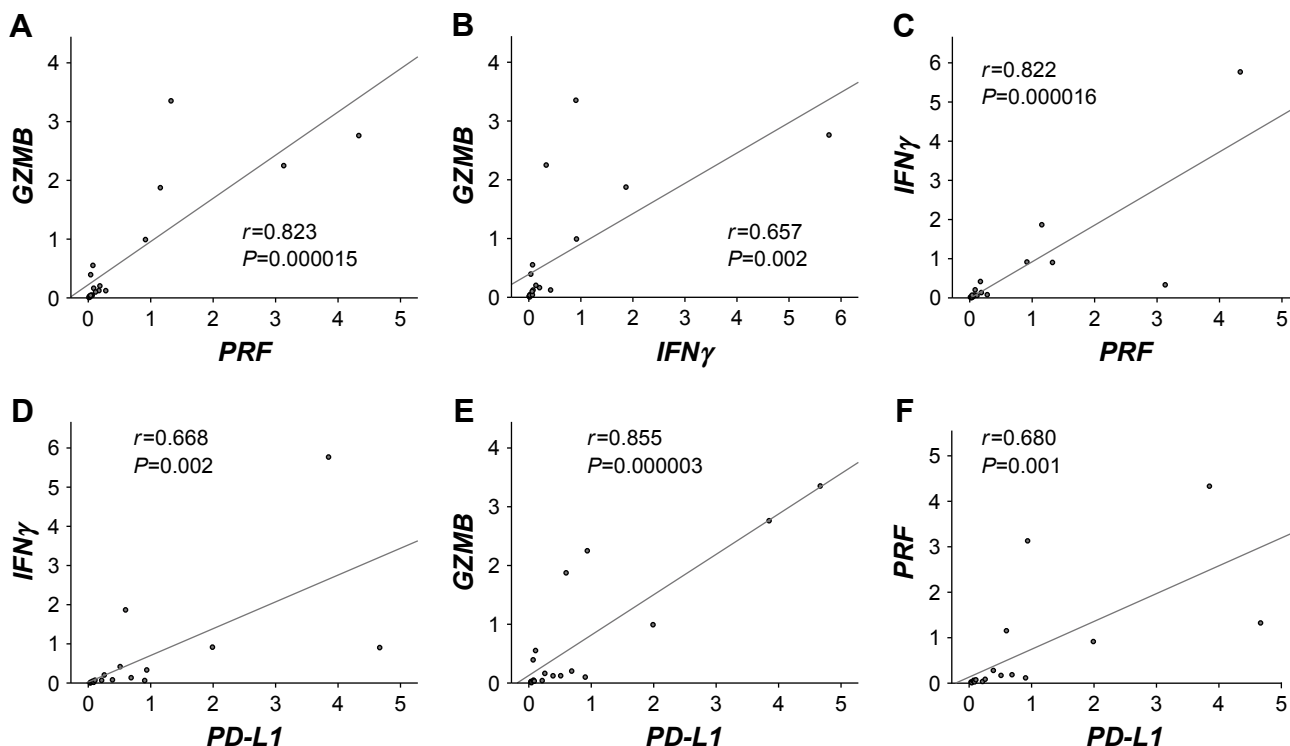 A
4
3
2
1
0
GZMB
r=0.823
P=0.000015
0 1 2 3 4 5
PRF
B
4
3
2
1
0
GZMB
r=0.657
P=0.002
0 1 2 3 4 5 6
IFNγ
C
6
5
4
3
2
1
0
IFNγ
r=0.822
P=0.000016
0 1 2 3 4 5
PRF
D
6
5
4
3
2
1
0
IFNγ
r=0.668
P=0.002
0 1 2 3 4 5
PD-L1
E
4
3
2
1
0
GZMB
r=0.855
P=0.000003
0 1 2 3 4 5
PD-L1
F
5
4
3
2
1
0
PRF
r=0.680
P=0.001
0 1 2 3 4 5
PD-L1